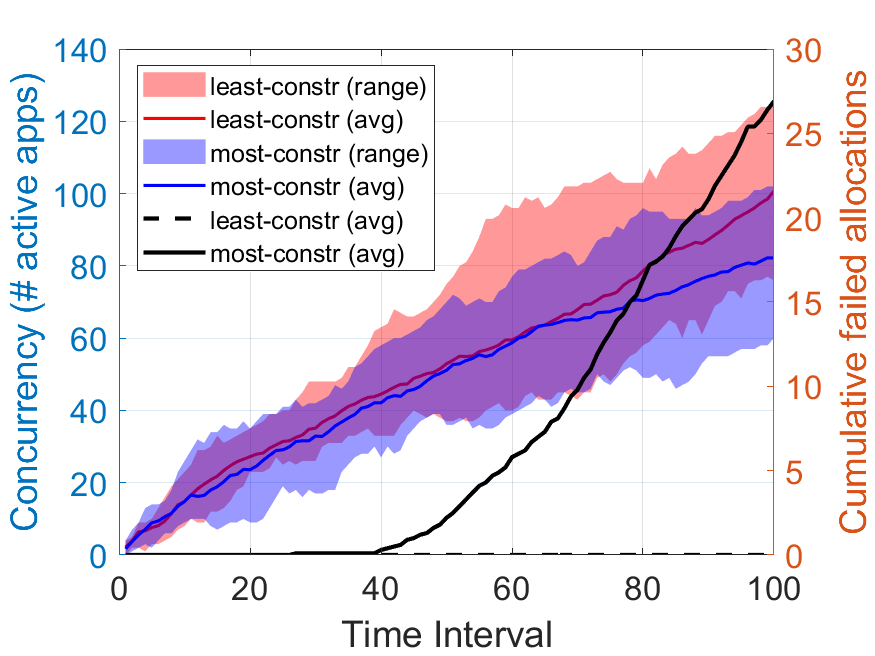 140
120
100
80
60
40
20
0
Concurrency (# active apps)
least-constr (range)
least-constr (avg)
most-constr (range)
most-constr (avg)
least-constr (avg)
most-constr (avg)
30
25
20
15
10
5
0
Cumulative failed allocations
0 20 40 60 80 100
Time Interval